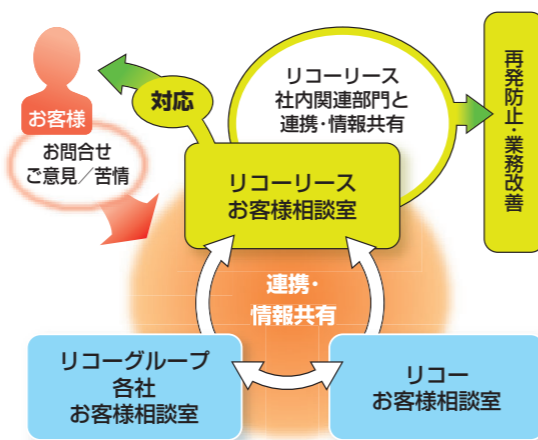 お客様
お問合せ
ご意見／苦情
対応
リコーリース
社内関連部門と
連携・情報共有
再発防止・業務改善
リコーリース
お客様相談室
連携・
情報共有
リコーグループ
各社
お客様相談室
リコー
お客様相談室